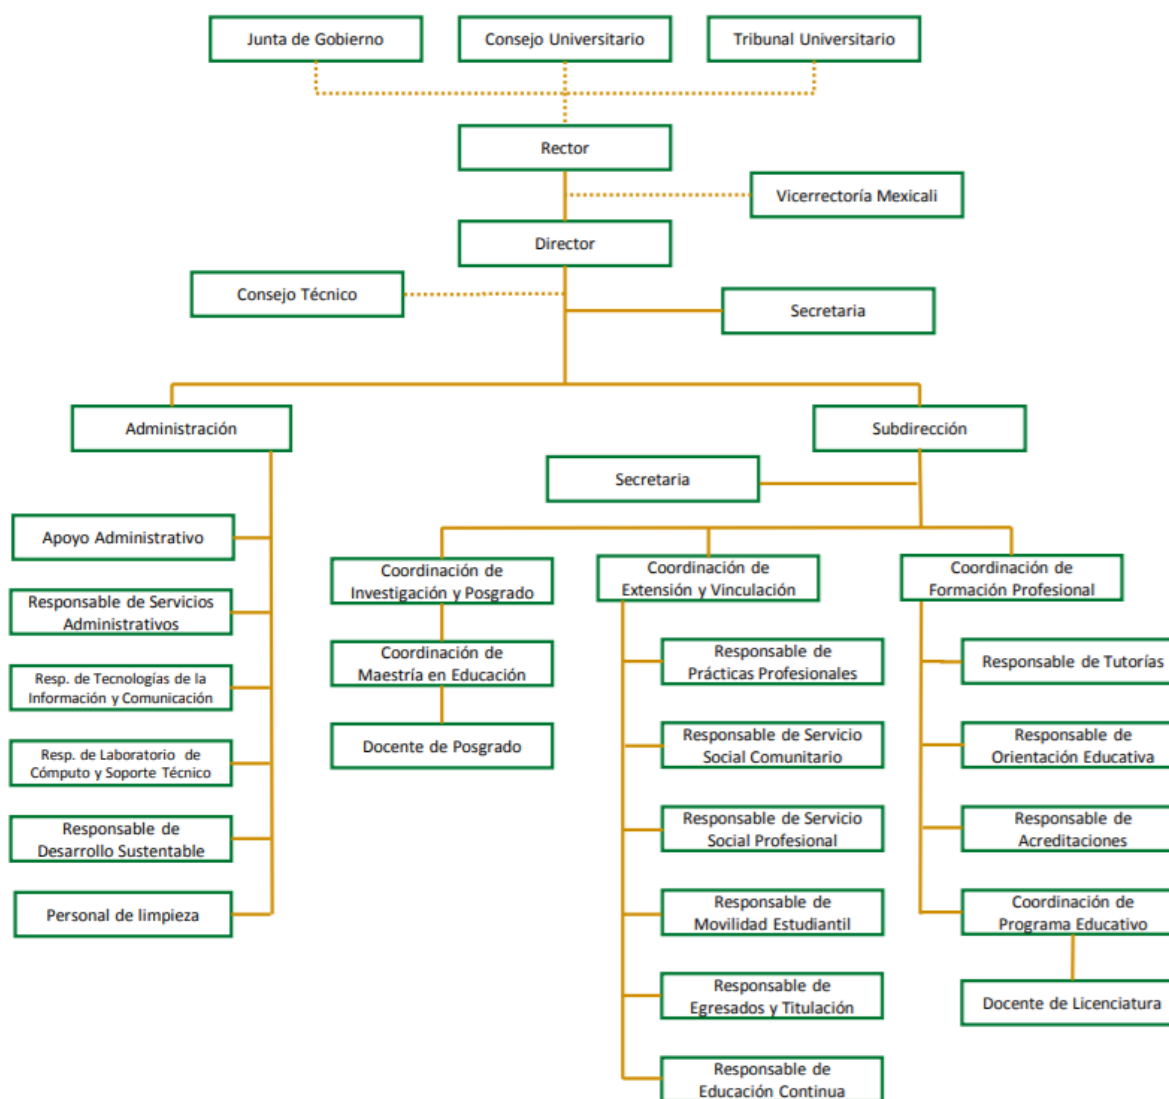 Junta de Gobierno
Consejo Universitario
Tribunal Universitario
Rector
Vicerrectoría Mexicali
Director
Consejo Técnico
Secretaria
Administración
Subdirección
Secretaria
Apoyo Administrativo
Responsable de Servicios
Administrativos
Resp. de Tecnologías de la
Información y Comunicación
Resp. de Laboratorio de
Cómputo y Soporte Técnico
Responsable de
Desarrollo Sustentable
Personal de limpieza
Coordinación de
Investigación y Posgrado
Coordinación de
Maestría en Educación
Docente de Posgrado
Coordinación de
Extensión y Vinculación
Responsable de
Prácticas Profesionales
Responsable de Servicio
Social Comunitario
Responsable de Servicio
Social Profesional
Responsable de
Movilidad Estudiantil
Responsable de
Egresados y Titulación
Responsable de
Educación Continua
Coordinación de
Formación Profesional
Responsable de Tutorías
Responsable de
Orientación Educativa
Responsable de
Acreditaciones
Coordinación de
Programa Educativo
Docente de Licenciatura